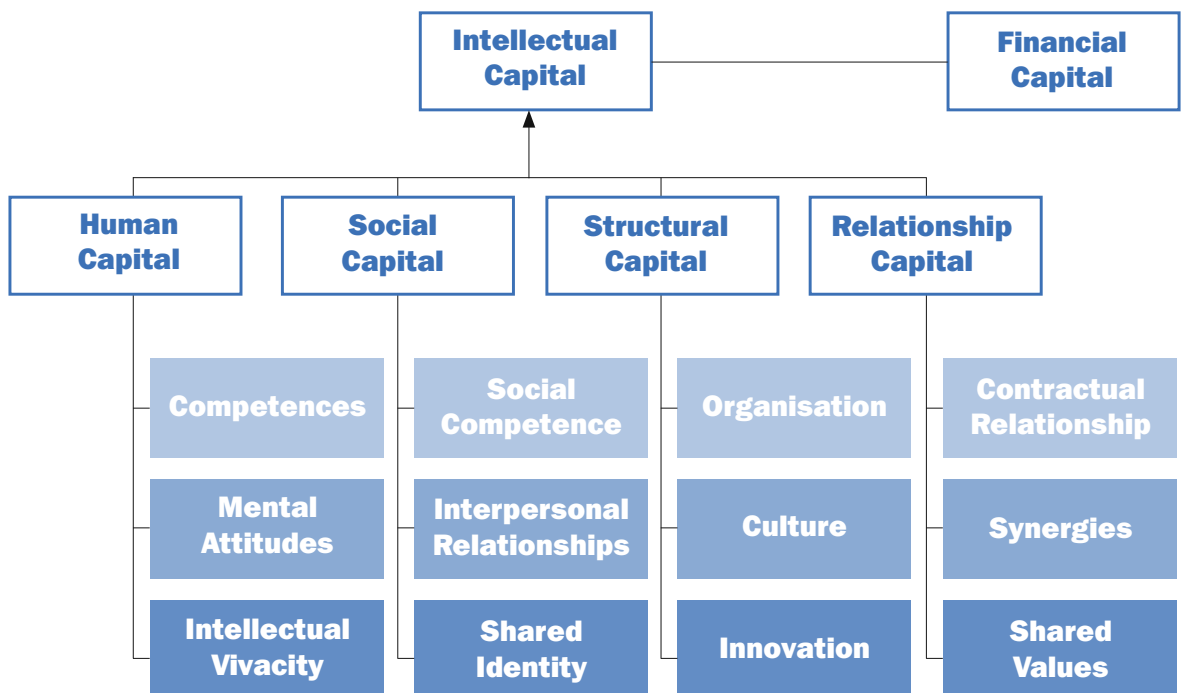 Intellectual
Capital
Financial
Capital
Human
Capital
Social
Capital
Structural
Capital
Relationship
Capital
Competences
Social
Competence
Organisation
Contractual
Relationship
Mental
Attitudes
Interpersonal
Relationships
Culture
Synergies
Intellectual
Vivacity
Shared
Identity
Innovation
Shared
Values